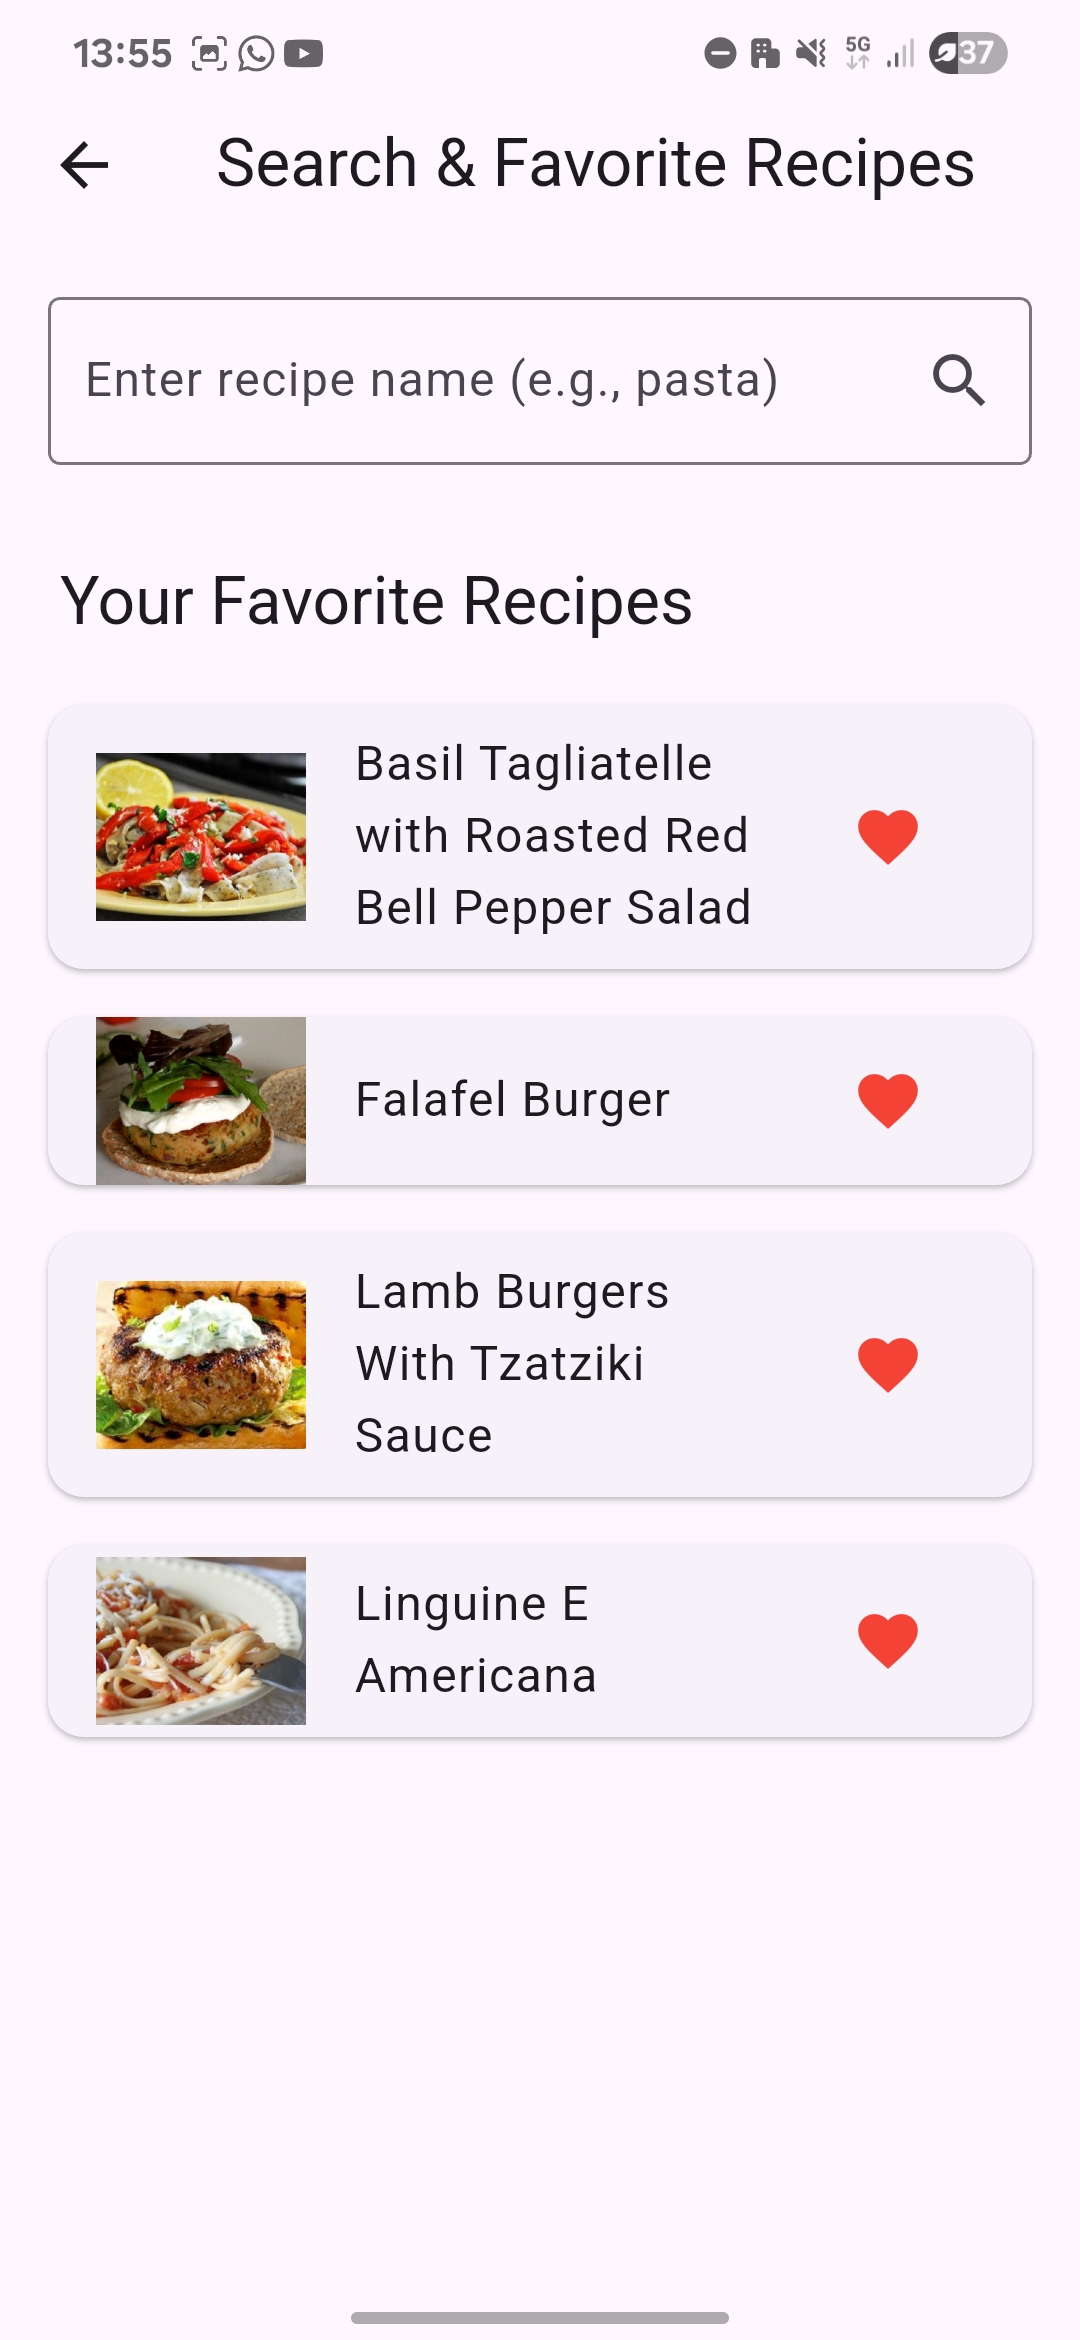 13:55
5G
37
Search & Favorite Recipes
Enter recipe name (e.g., pasta)
Your Favorite Recipes
Basil Tagliatelle
with Roasted Red
Bell Pepper Salad
Falafel Burger
Lamb Burgers
With Tzatziki
Sauce
Linguine E
Americana